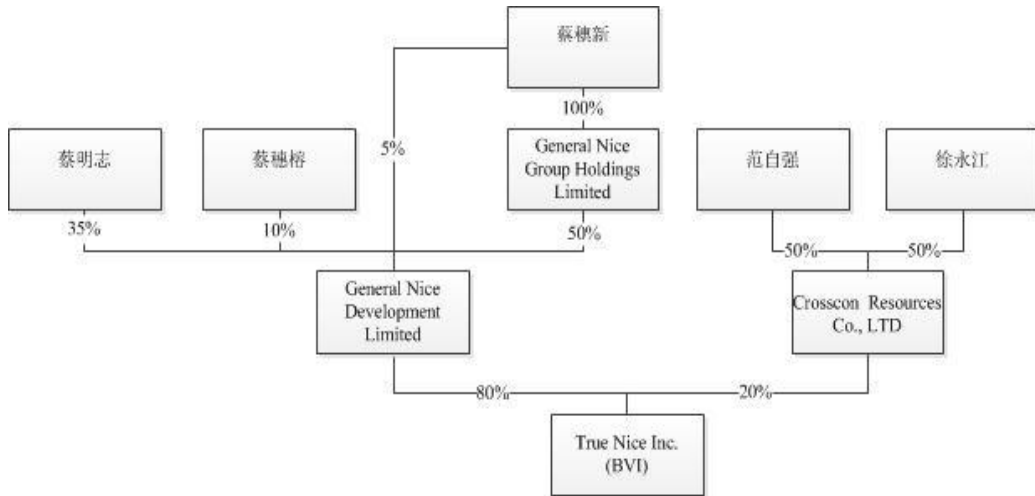 蔡穗新
100%
蔡明志
蔡穗榕
5%
General Nice
Group Holdings
Limited
范自强
徐永江
35%
10%
50%
50%
50%
General Nice
Development
Limited
Crosscon Resources
Co., LTD
80%
20%
True Nice Inc.
(BVI)